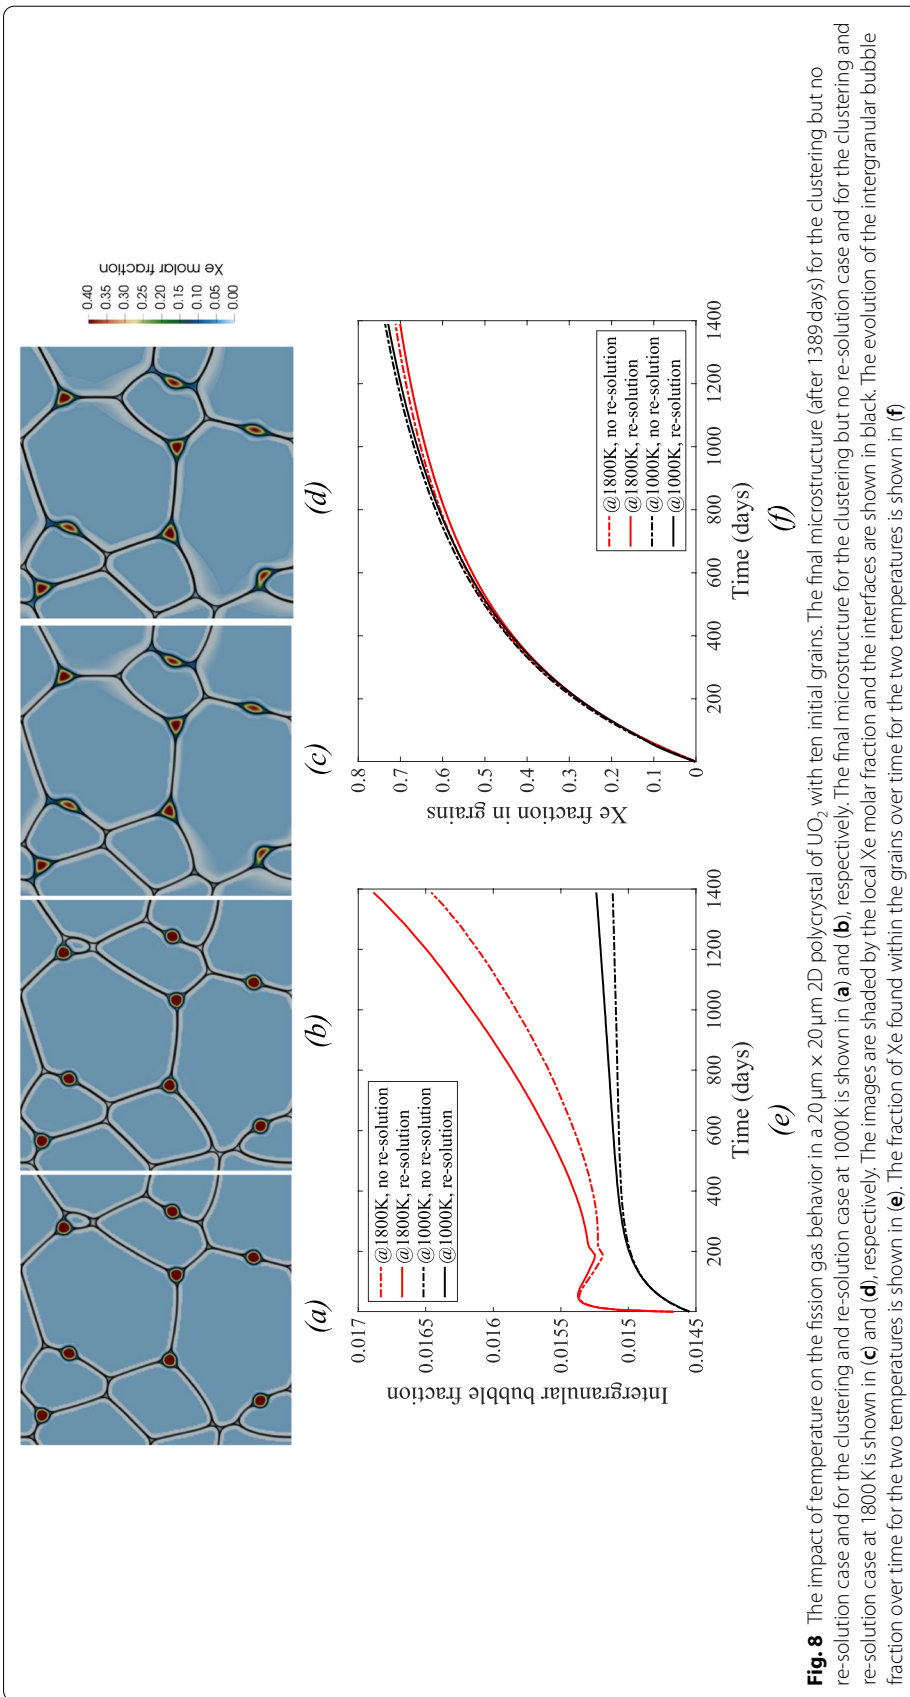 Xe molar fraction
0.40
0.35
0.30
0.25
0.20
0.15
0.10
0.05
0.00
(a)
(b)
(c)
(d)
Intergranular bubble fraction
0.017
0.0165
0.016
0.0155
0.015
0.0145
@1800K, no re-solution
@1800K, re-solution
@1000K, no re-solution
@1000K, re-solution
200
400
600
800
1000
1200
1400
Time (days)
(e)
Xe fraction in grains
0.8
0.7
0.6
0.5
0.4
0.3
0.2
0.1
0
@1800K, no re-solution
@1800K, re-solution
@1000K, no re-solution
@1000K, re-solution
200
400
600
800
1000
1200
1400
Time (days)
(f)
Fig. 8 The impact of temperature on the fission gas behavior in a 20 µm × 20 µm 2D polycrystal of UO₂ with ten initial grains. The final microstructure (after 1389 days) for the clustering but no
re-solution case and for the clustering and re-solution case at 1000 K is shown in (a) and (b), respectively. The final microstructure for the clustering but no re-solution case and for the clustering and
re-solution case at 1800 K is shown in (c) and (d), respectively. The images are shaded by the local Xe molar fraction and the interfaces are shown in black. The evolution of the intergranular bubble
fraction over time for the two temperatures is shown in (e). The fraction of Xe found within the grains over time for the two temperatures is shown in (f)